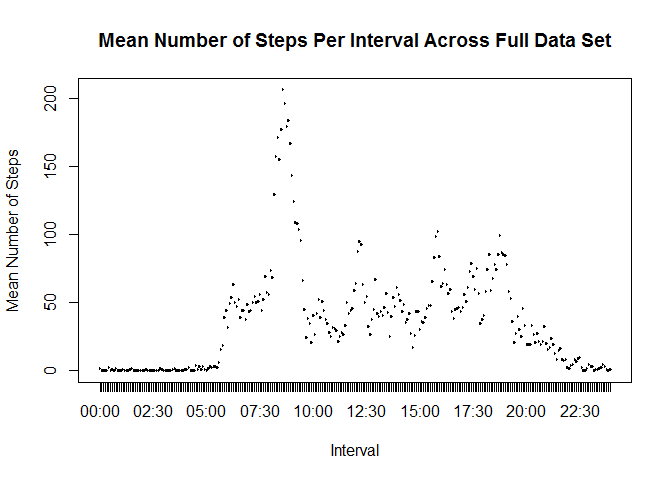 Mean Number of Steps Per Interval Across Full Data Set
Mean Number of Steps
200
150
100
50
0
00:00 02:30 05:00 07:30 10:00 12:30 15:00 17:30 20:00 22:30
Interval